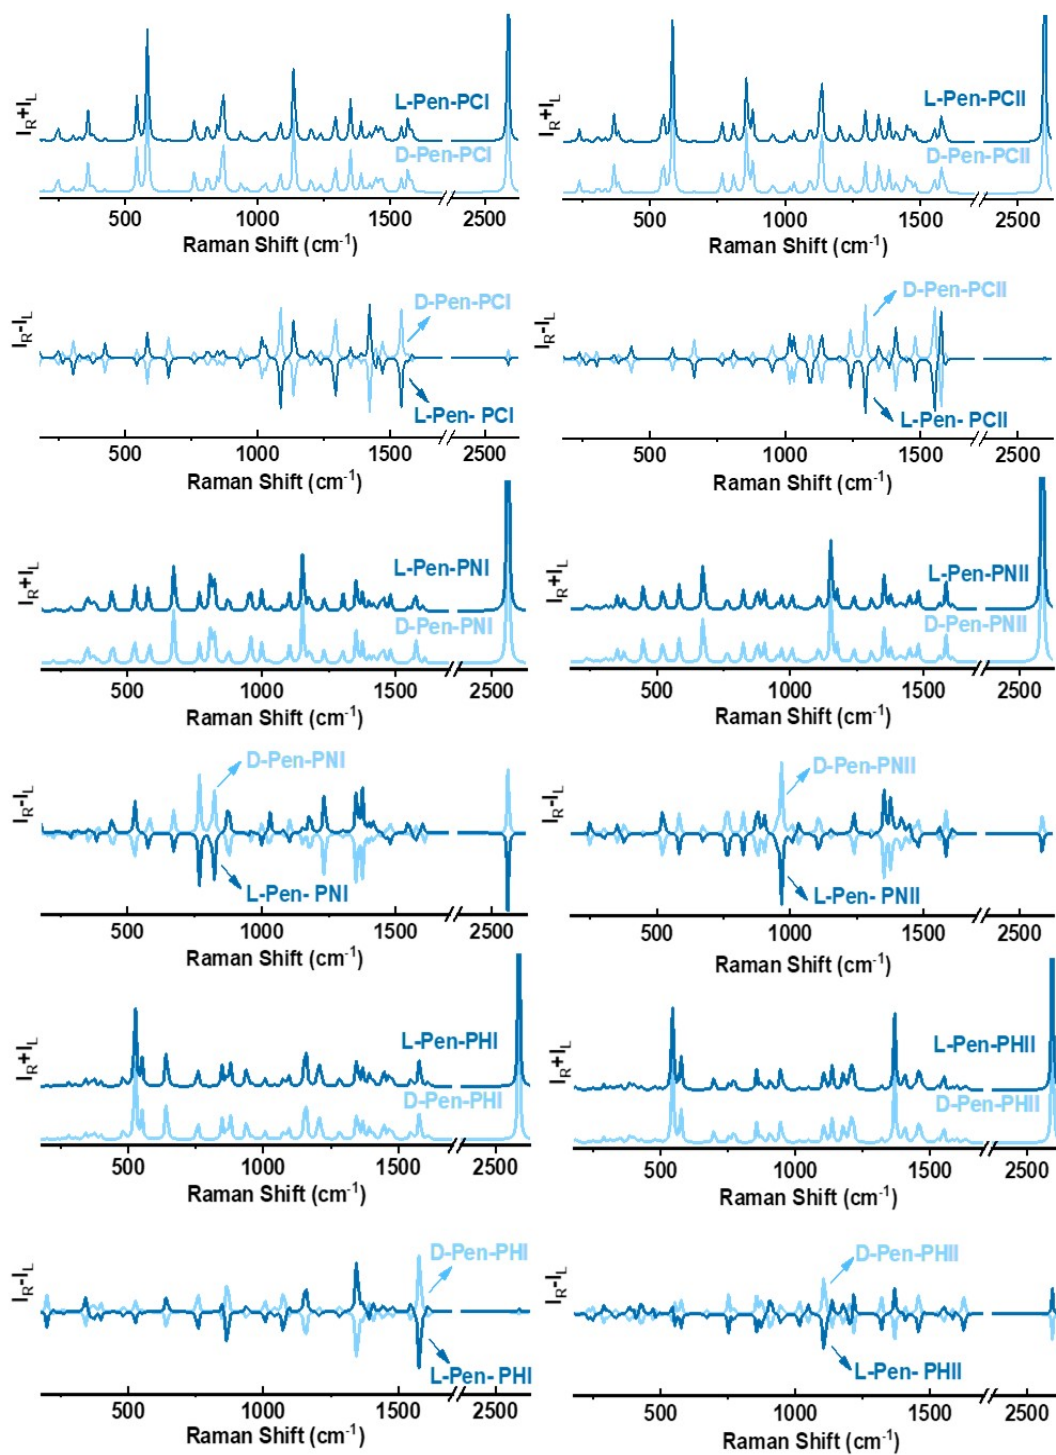 I_R+I_L
L-Pen-PCI
D-Pen-PCI
500 1000 1500 2500
Raman Shift (cm⁻¹)
I_R+I_L
L-Pen-PCII
D-Pen-PCII
500 1000 1500 2500
Raman Shift (cm⁻¹)
I_R-I_L
D-Pen-PCI
L-Pen- PCI
500 1000 1500 2500
Raman Shift (cm⁻¹)
I_R-I_L
D-Pen-PCII
L-Pen- PCII
500 1000 1500 2500
Raman Shift (cm⁻¹)
I_R+I_L
L-Pen-PNI
D-Pen-PNI
500 1000 1500 2500
Raman Shift (cm⁻¹)
I_R+I_L
L-Pen-PNII
D-Pen-PNII
500 1000 1500 2500
Raman Shift (cm⁻¹)
I_R-I_L
D-Pen-PNI
L-Pen- PNI
500 1000 1500 2500
Raman Shift (cm⁻¹)
I_R-I_L
D-Pen-PNII
L-Pen- PNII
500 1000 1500 2500
Raman Shift (cm⁻¹)
I_R+I_L
L-Pen-PHI
D-Pen-PHI
500 1000 1500 2500
Raman Shift (cm⁻¹)
I_R+I_L
L-Pen-PHII
D-Pen-PHII
500 1000 1500 2500
Raman Shift (cm⁻¹)
I_R-I_L
D-Pen-PHI
L-Pen- PHI
500 1000 1500 2500
Raman Shift (cm⁻¹)
I_R-I_L
D-Pen-PHII
L-Pen- PHII
500 1000 1500 2500
Raman Shift (cm⁻¹)